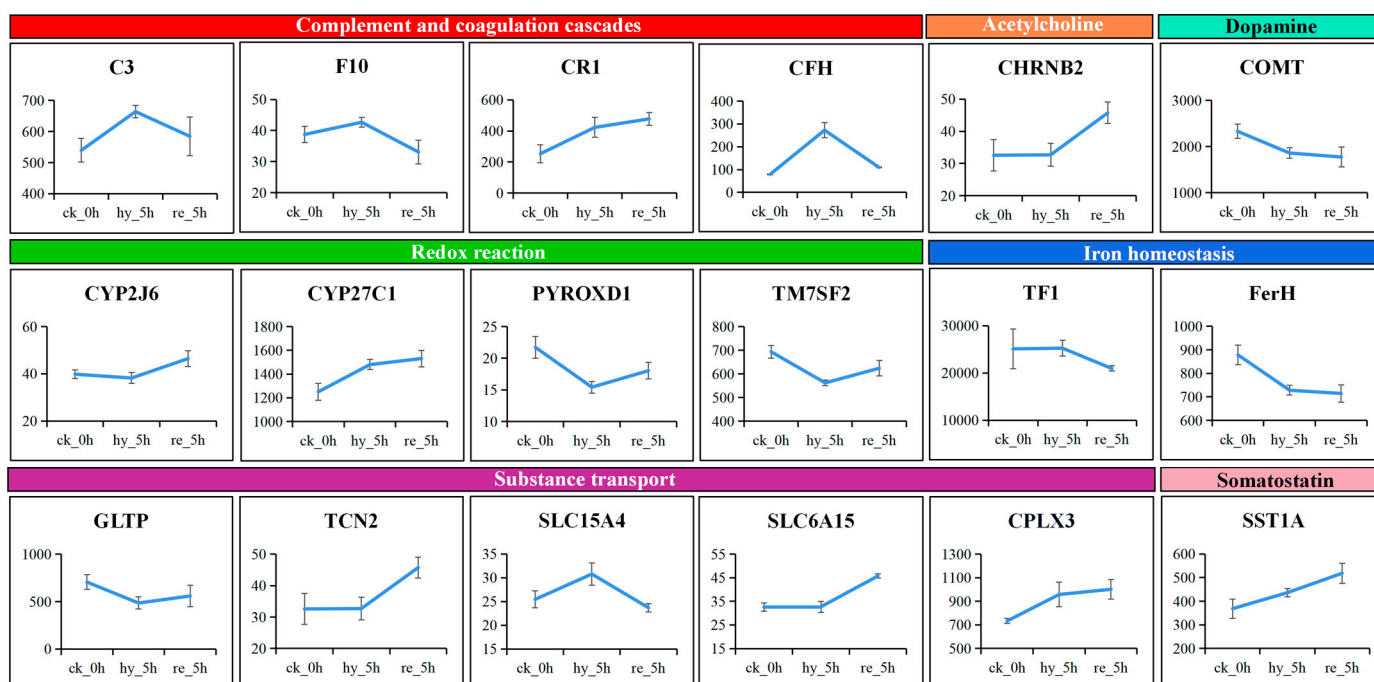 Complement and coagulation cascades
Acetylcholine
Dopamine
C3
700
600
500
400
ck_0h hy_5h re_5h
F10
50
40
30
20
ck_0h hy_5h re_5h
CR1
600
400
200
0
ck_0h hy_5h re_5h
CFH
400
300
200
100
0
ck_0h hy_5h re_5h
CHRNB2
50
40
30
20
ck_0h hy_5h re_5h
COMT
3000
2000
1000
ck_0h hy_5h re_5h
Redox reaction
Iron homeostasis
CYP2J6
60
40
20
ck_0h hy_5h re_5h
CYP27C1
1800
1600
1400
1200
1000
ck_0h hy_5h re_5h
PYROXD1
25
20
15
10
ck_0h hy_5h re_5h
TM7SF2
800
700
600
500
400
ck_0h hy_5h re_5h
TF1
30000
20000
10000
ck_0h hy_5h re_5h
FerH
1000
900
800
700
600
ck_0h hy_5h re_5h
Substance transport
Somatostatin
GLTP
1000
500
0
ck_0h hy_5h re_5h
TCN2
50
40
30
20
ck_0h hy_5h re_5h
SLC15A4
35
30
25
20
15
ck_0h hy_5h re_5h
SLC6A15
55
45
35
25
15
ck_0h hy_5h re_5h
CPLX3
1300
1100
900
700
500
ck_0h hy_5h re_5h
SST1A
600
500
400
300
200
ck_0h hy_5h re_5h